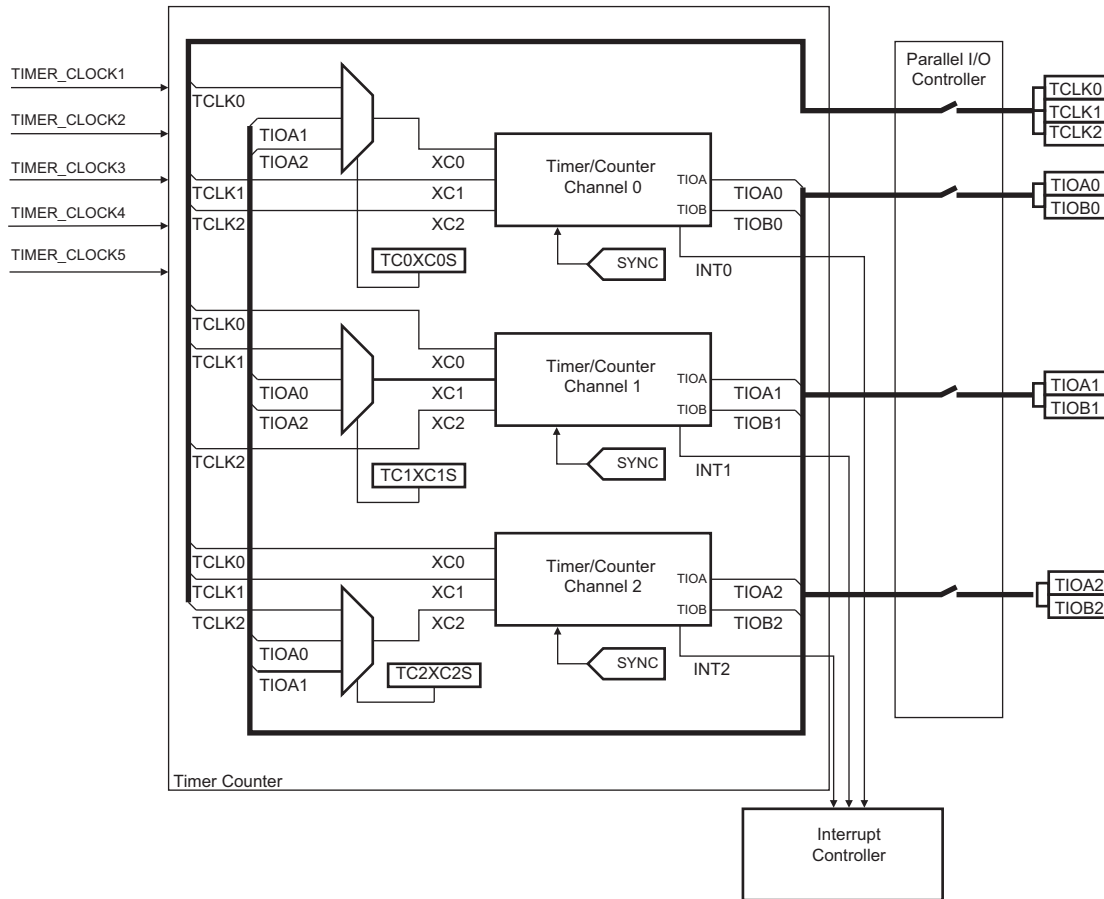 TIMER_CLOCK1
TIMER_CLOCK2
TIMER_CLOCK3
TIMER_CLOCK4
TIMER_CLOCK5
TCLK0
TIOA1
TIOA2
TCLK1
TCLK2
XC0
XC1
XC2
TC0XC0S
Timer/Counter
Channel 0
TIOA
TIOB
TIOA0
TIOB0
SYNC
INT0
TCLK0
TCLK1
TIOA0
TIOA2
TCLK2
XC0
XC1
XC2
TC1XC1S
Timer/Counter
Channel 1
TIOA
TIOB
TIOA1
TIOB1
SYNC
INT1
TCLK0
TCLK1
TCLK2
TIOA0
TIOA1
XC0
XC1
XC2
TC2XC2S
Timer/Counter
Channel 2
TIOA
TIOB
TIOA2
TIOB2
SYNC
INT2
Timer Counter
Parallel I/O
Controller
TCLK0
TCLK1
TCLK2
TIOA0
TIOB0
TIOA1
TIOB1
TIOA2
TIOB2
Interrupt
Controller